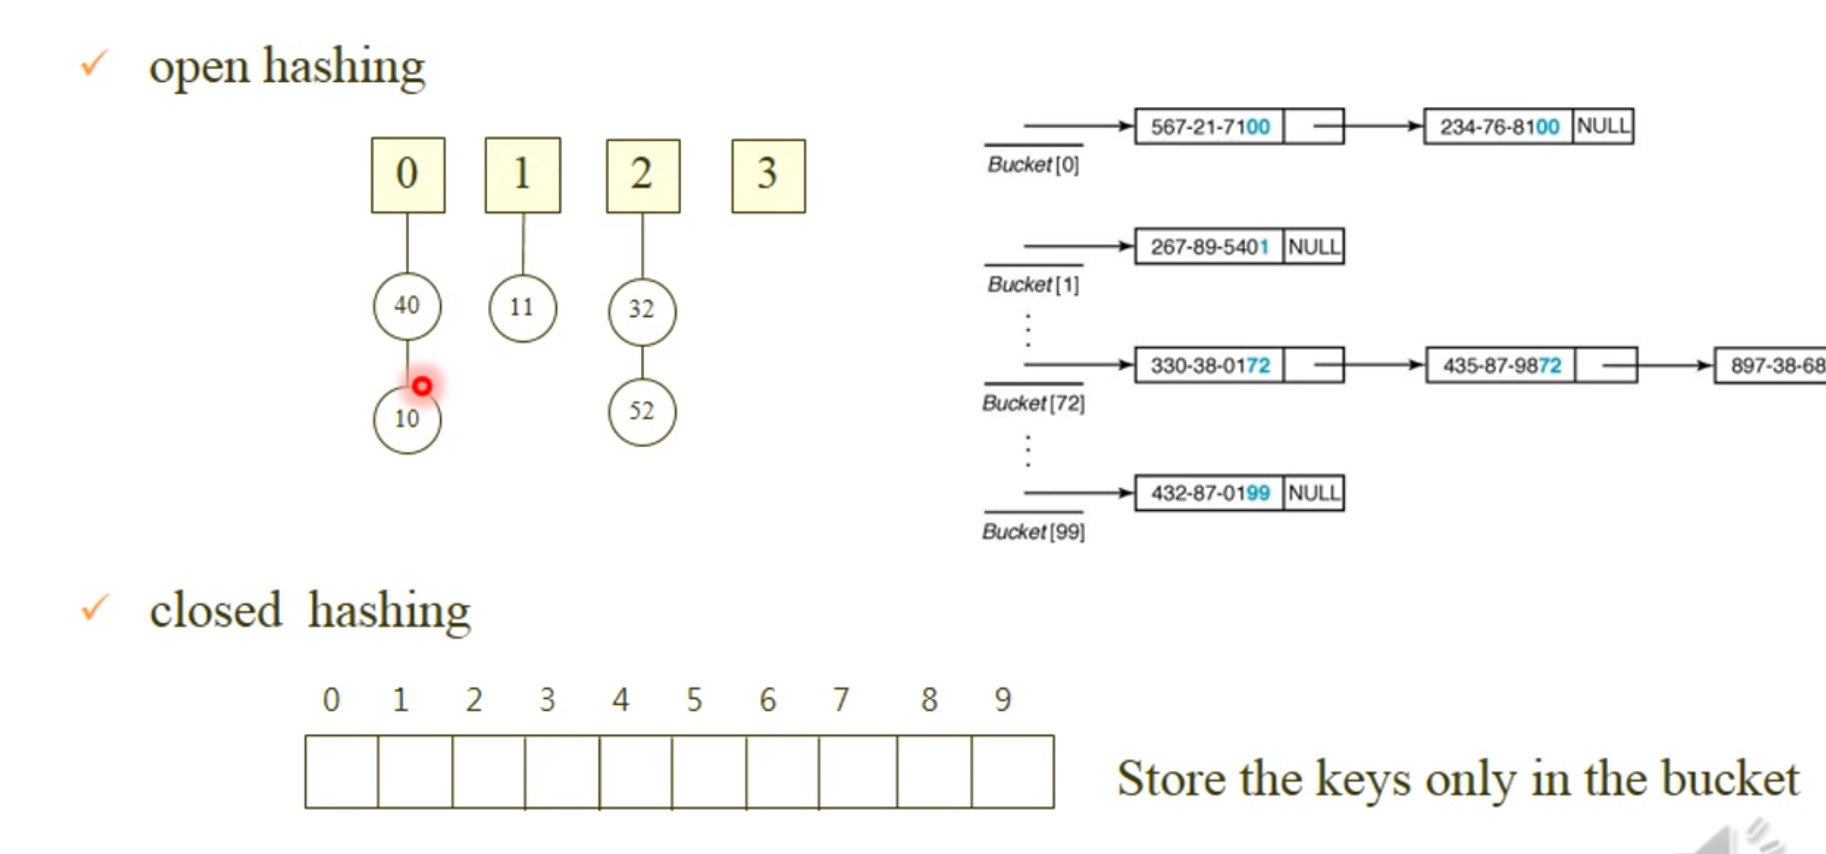 open hashing
0 1 2 3
40 11 32
10 52
567-21-7100 234-76-8100 NULL
Bucket[0]
267-89-5401 NULL
Bucket[1]
330-38-0172 435-87-9872 897-38-68
Bucket[72]
432-87-0199 NULL
Bucket[99]
closed hashing
0 1 2 3 4 5 6 7 8 9
Store the keys only in the bucket